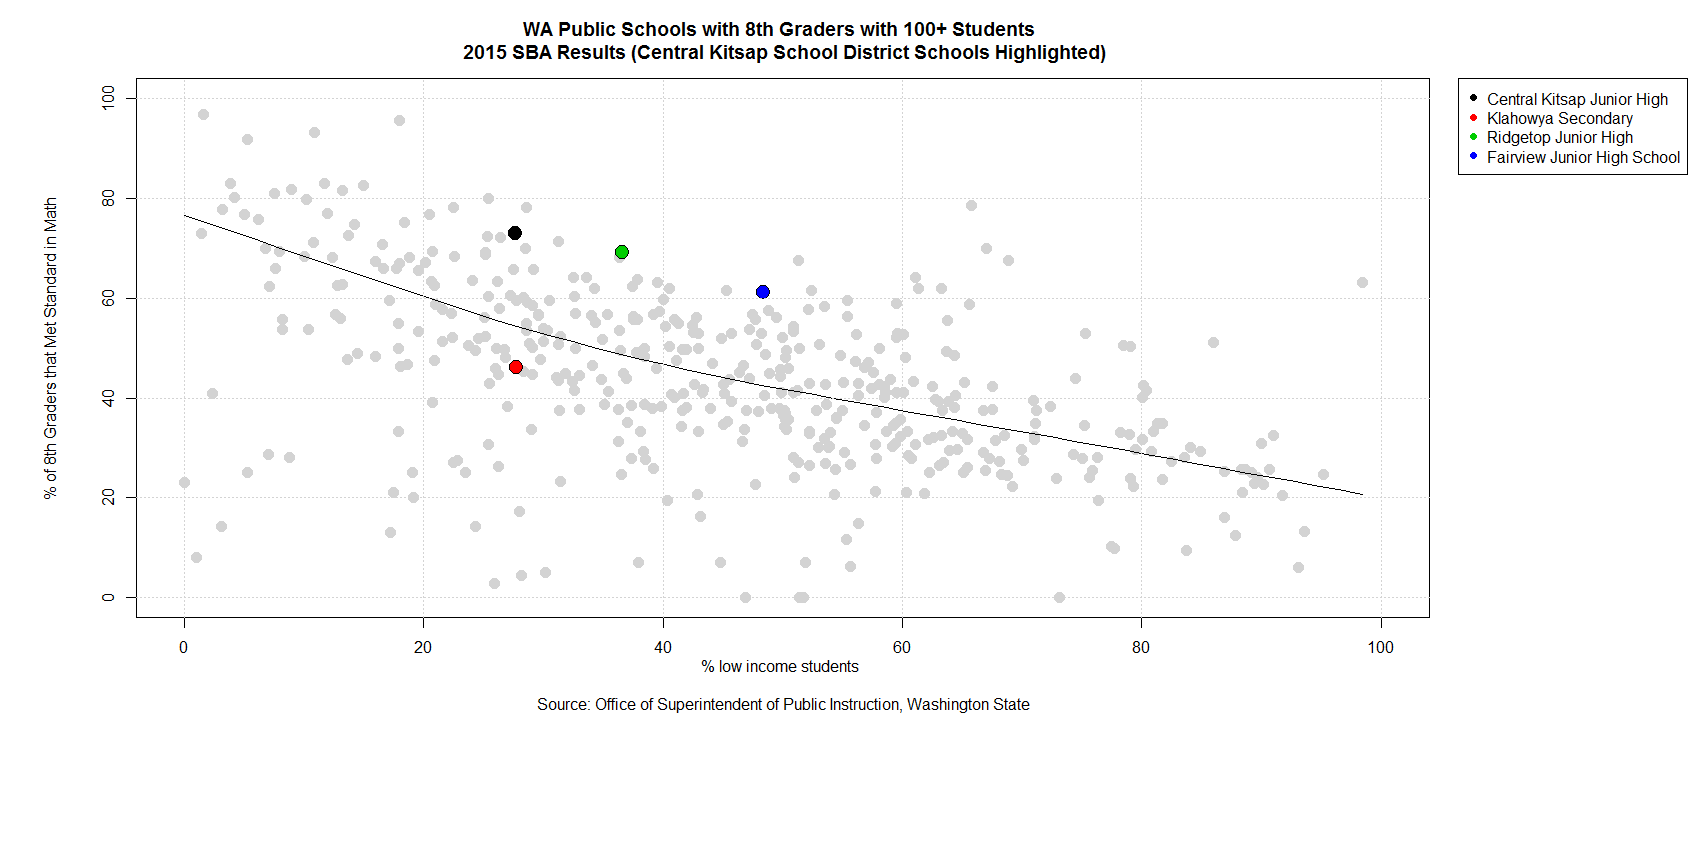 WA Public Schools with 8th Graders with 100+ Students
2015 SBA Results (Central Kitsap School District Schools Highlighted)
Central Kitsap Junior High
Klahowya Secondary
Ridgetop Junior High
Fairview Junior High School
% of 8th Graders that Met Standard in Math
100
80
60
40
20
0
0 20 40 60 80 100
% low income students
Source: Office of Superintendent of Public Instruction, Washington State